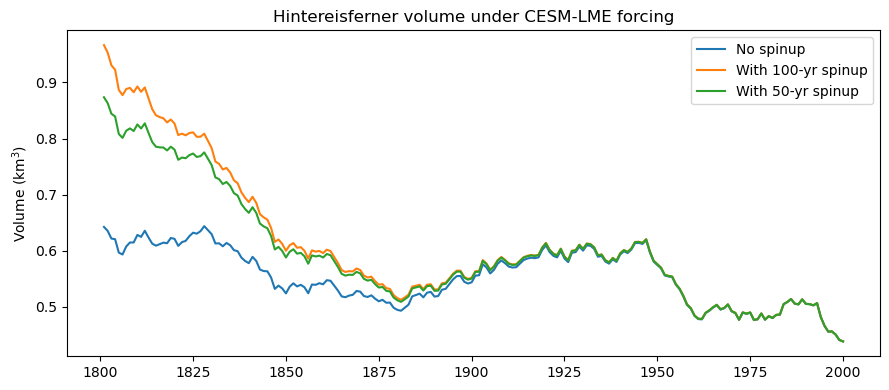 Hintereisferner volume under CESM-LME forcing
No spinup
With 100-yr spinup
With 50-yr spinup
Volume (km³)
0.9
0.8
0.7
0.6
0.5
1800 1825 1850 1875 1900 1925 1950 1975 2000